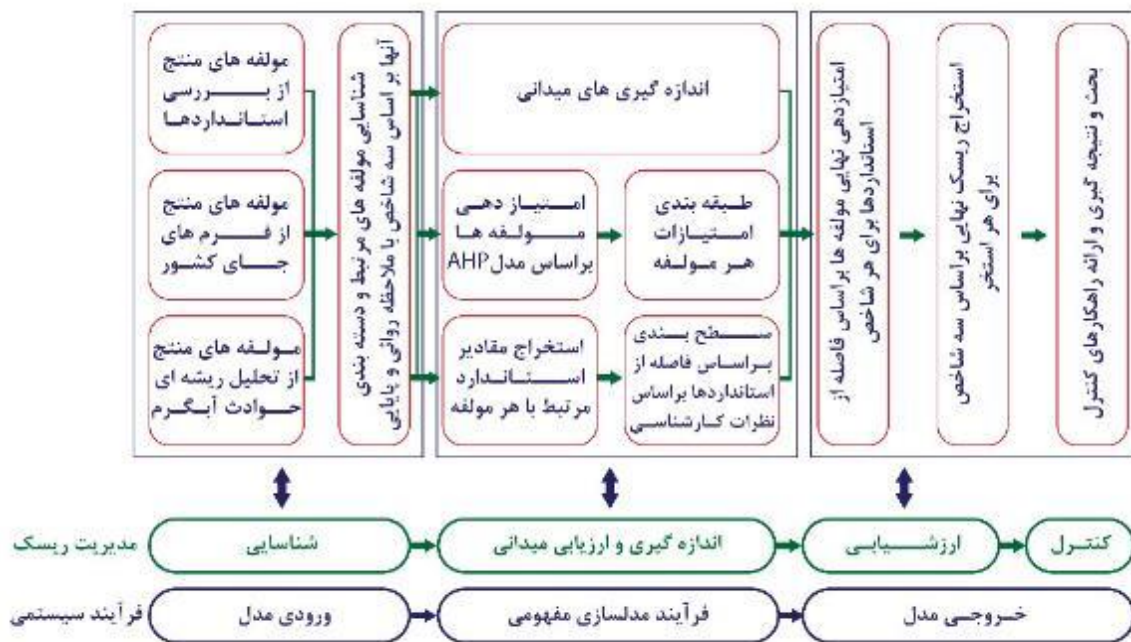 مولفه های منتج
از بررسی
استانداردها
مولفه های منتج
از فرم های
جای کشور
مولفه های منتج
از تحلیل ریشه ای
حوادث آبگرم
شناسایی مولفه های مرتبط و دسته بندی
آنها بر اساس سه شاخص با ملاحظه روائی و پایایی
اندازه گیری های میدانی
امتیاز دهی
مولفه ها
براساس مدل AHP
طبقه بندی
امتیازات
هر مولفه
استخراج مقادیر
استاندارد
مرتبط با هر مولفه
سطح بندی
براساس فاصله از
استانداردها براساس
نظرات کارشناسی
امتیازدهی نهایی مولفه ها براساس فاصله از
استانداردها برای هر شاخص
استخراج ریسک نهایی براساس سه شاخص
برای هر استخر
بحث و نتیجه گیری و ارائه راهکارهای کنترل
مدیریت ریسک
شناسایی
اندازه گیری و ارزیابی میدانی
ارزشیابی
کنترل
فرآیند سیستمی
ورودی مدل
فرآیند مدلسازی مفهومی
خروجی مدل